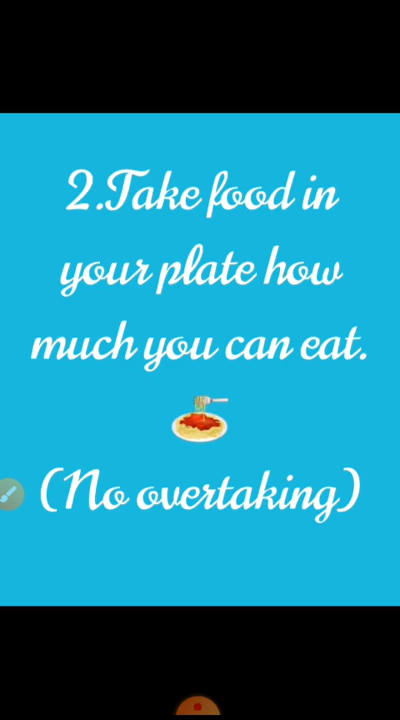 2.Take food in
your plate how
much you can eat.
🍝
(No overtaking)